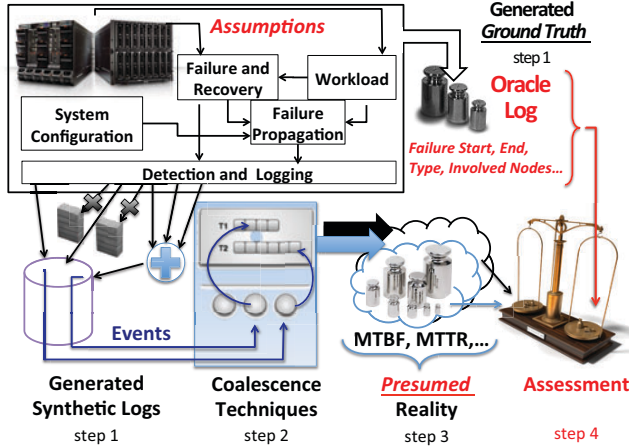 Assumptions
Generated
Ground Truth
step 1
Oracle
Log
Failure Start, End,
Type, Involved Nodes...
Failure and
Recovery
Workload
System
Configuration
Failure
Propagation
Detection and Logging
T1
T2
Events
MTBF, MTTR,...
Generated
Synthetic Logs
step 1
Coalescence
Techniques
step 2
Presumed
Reality
step 3
Assessment
step 4